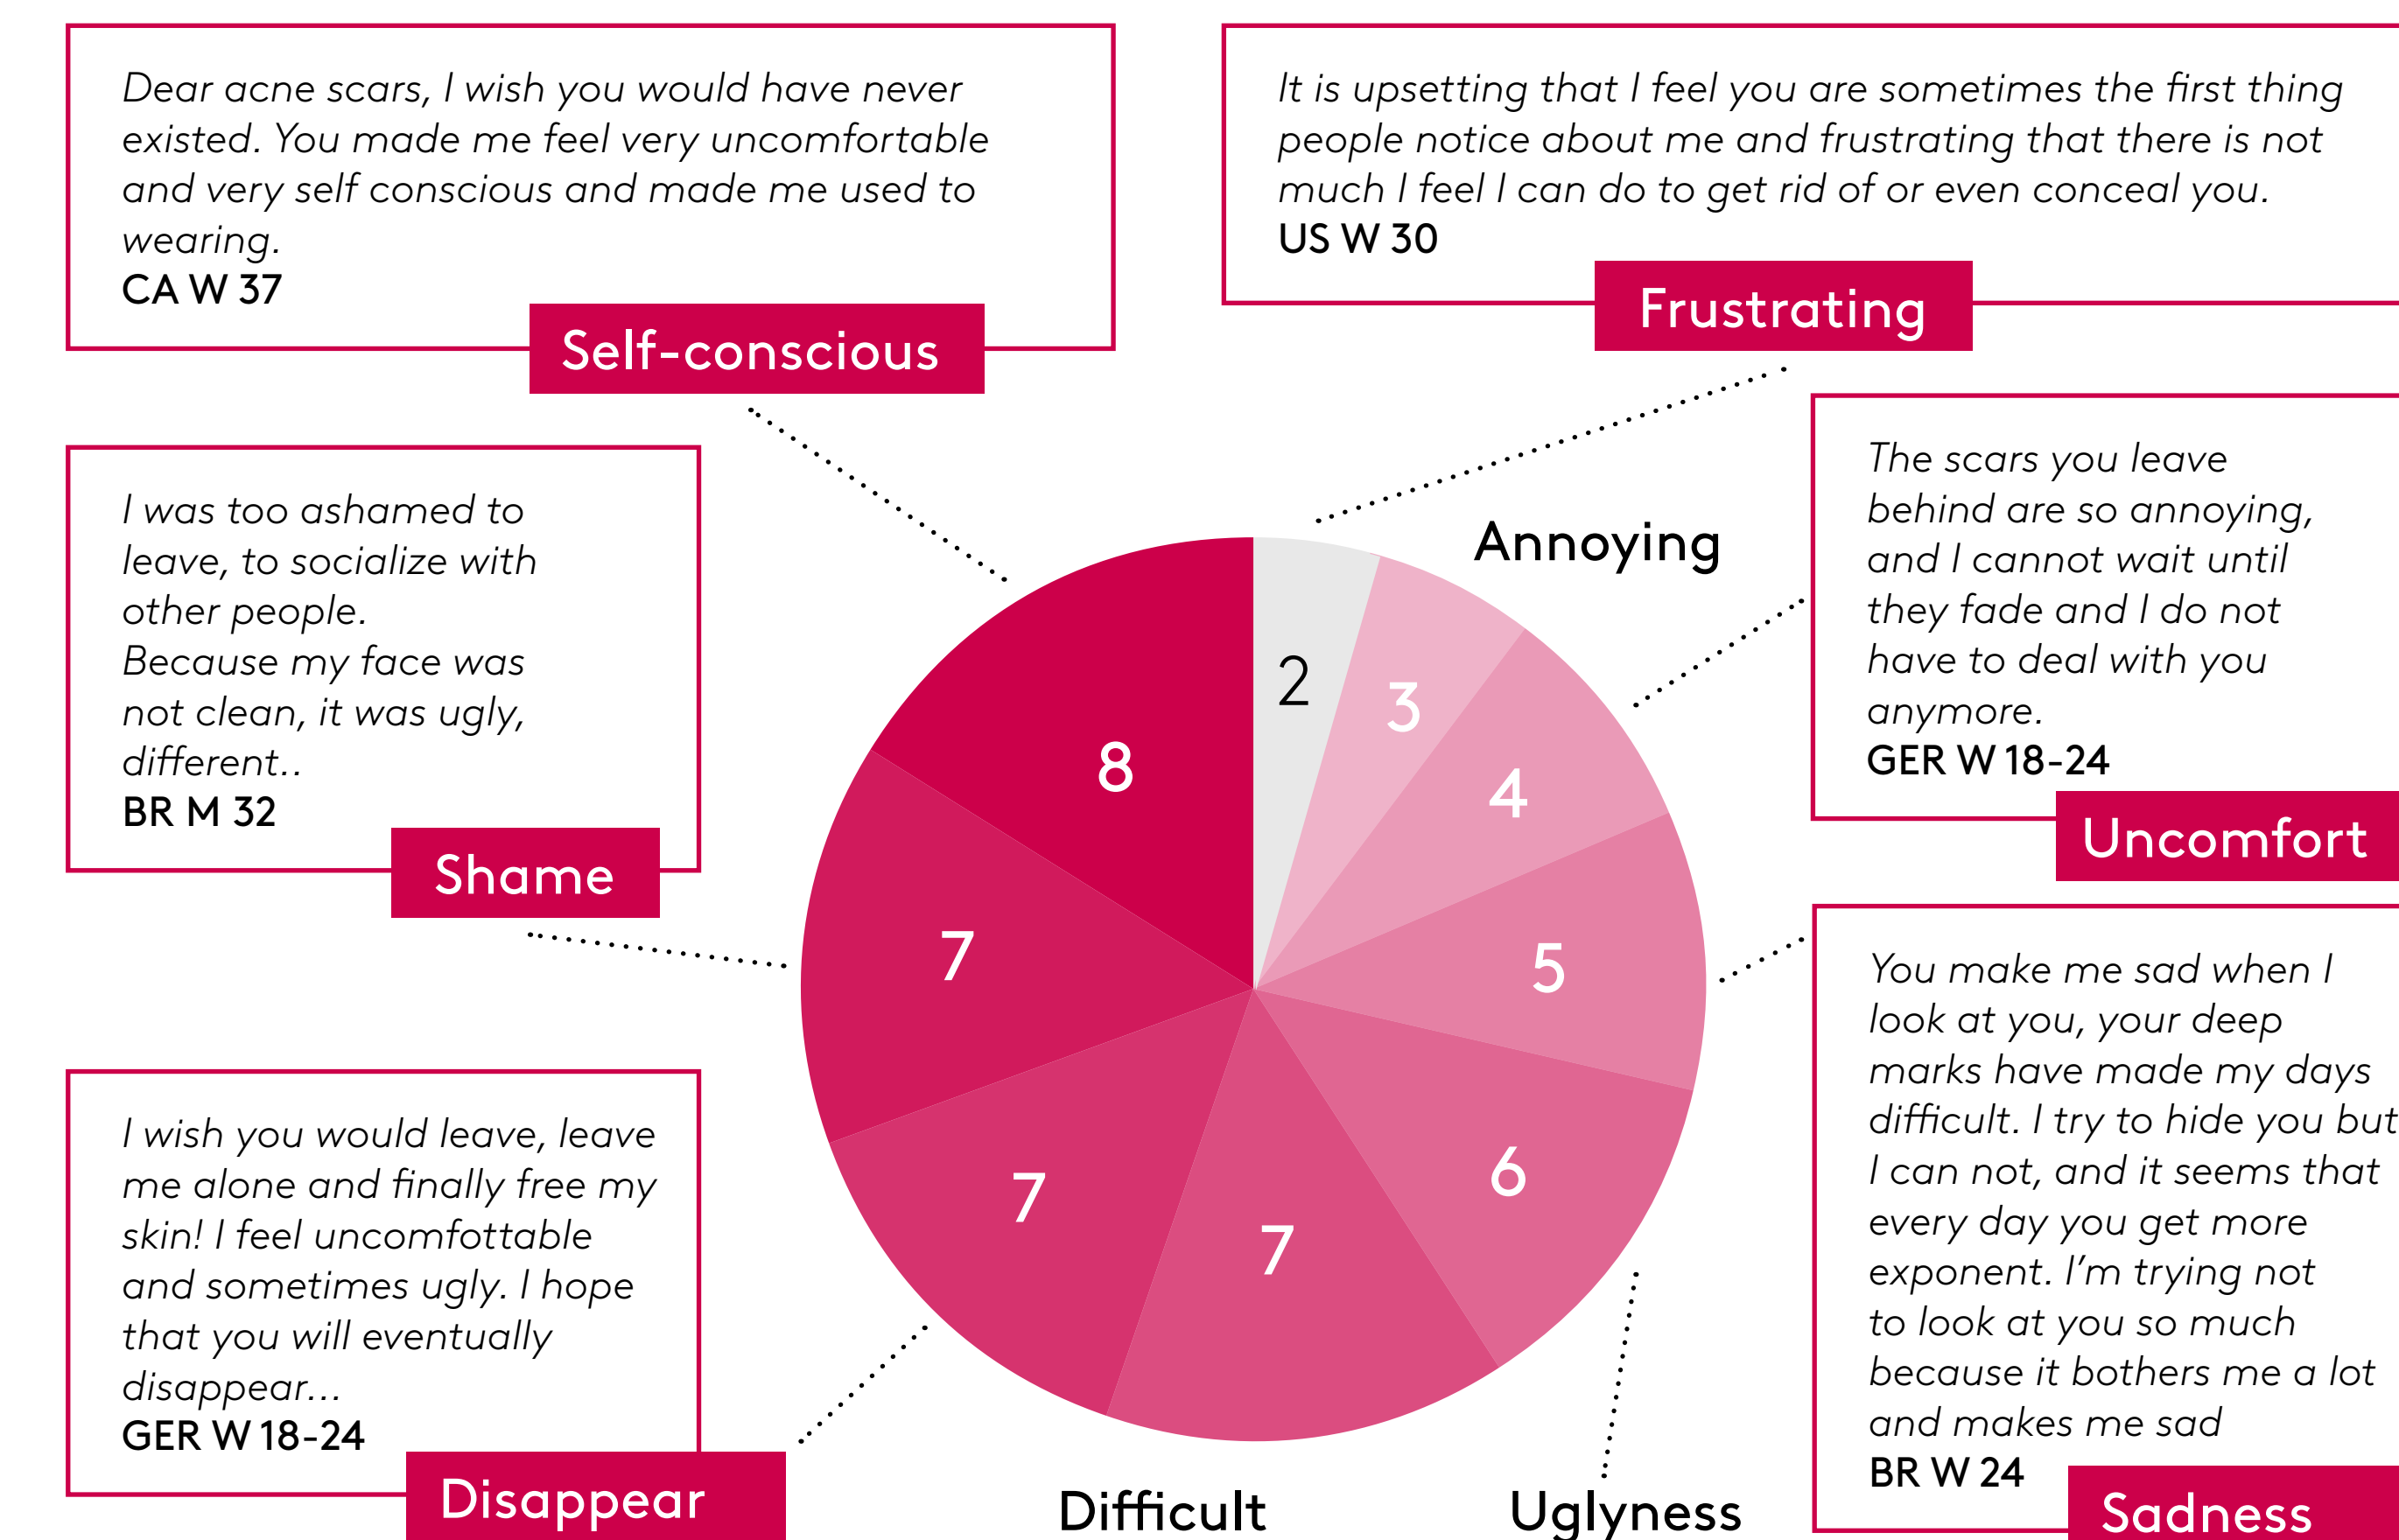 Dear acne scars, I wish you would have never
existed. You made me feel very uncomfortable
and very self conscious and made me used to
wearing.
CA W 37
Self-conscious
It is upsetting that I feel you are sometimes the first thing
people notice about me and frustrating that there is not
much I feel I can do to get rid of or even conceal you.
US W 30
Frustrating
I was too ashamed to
leave, to socialize with
other people.
Because my face was
not clean, it was ugly,
different..
BR M 32
Shame
Annoying
The scars you leave
behind are so annoying,
and I cannot wait until
they fade and I do not
have to deal with you
anymore.
GER W 18-24
Uncomfort
2
3
4
5
6
7
7
7
8
I wish you would leave, leave
me alone and finally free my
skin! I feel uncomfottable
and sometimes ugly. I hope
that you will eventually
disappear...
GER W 18-24
Disappear
Difficult
Uglyness
You make me sad when I
look at you, your deep
marks have made my days
difficult. I try to hide you but
I can not, and it seems that
every day you get more
exponent. I'm trying not
to look at you so much
because it bothers me a lot
and makes me sad
BR W 24
Sadness